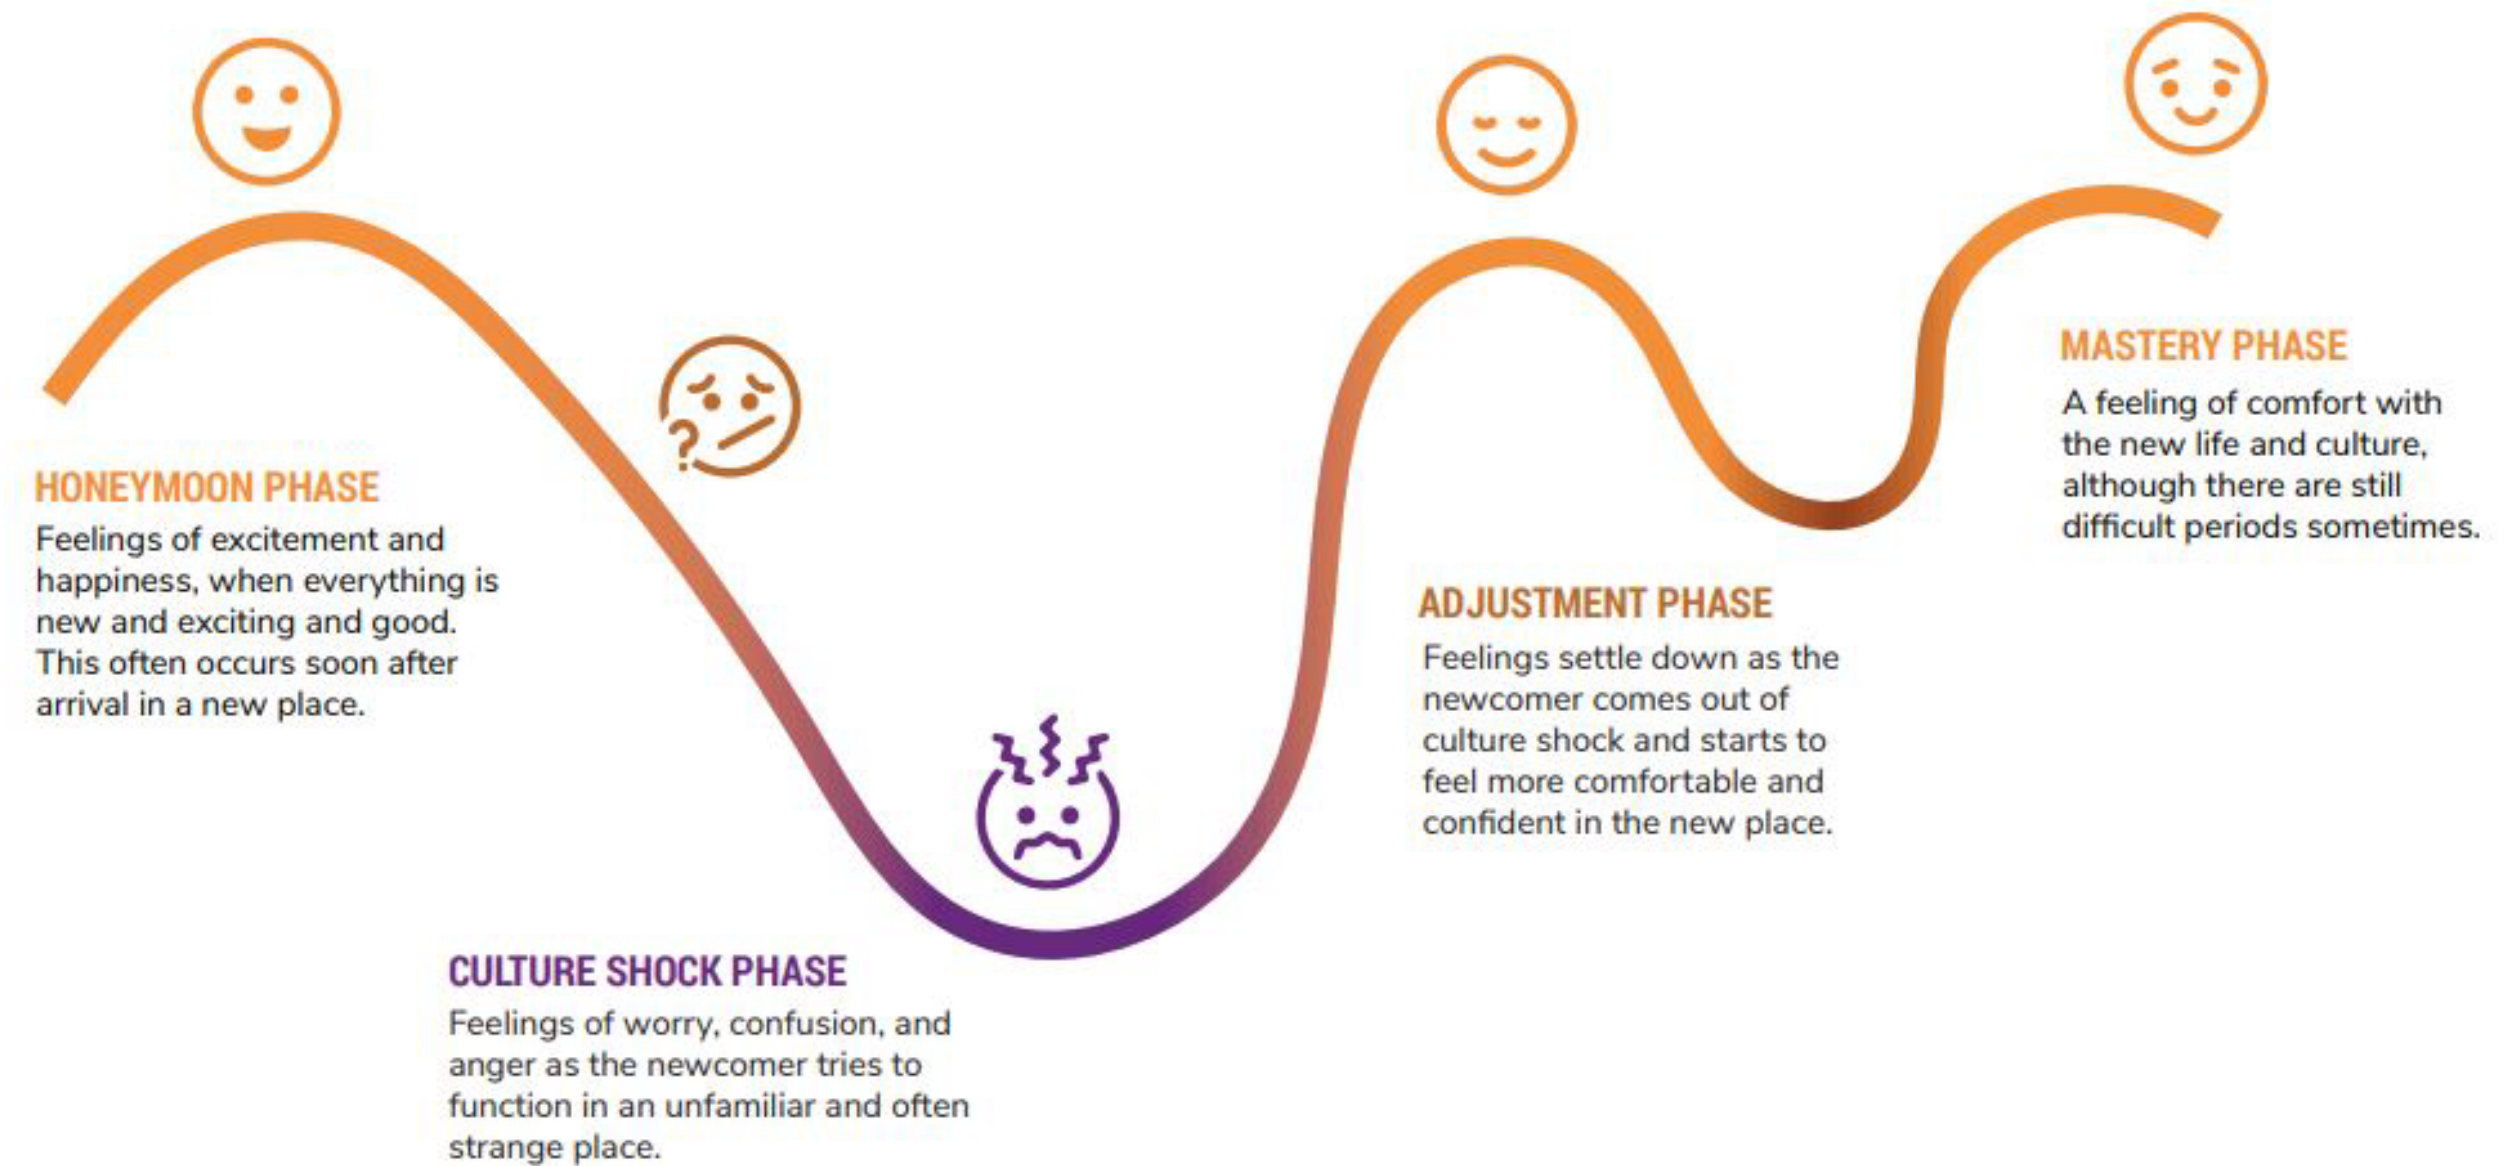 HONEYMOON PHASE
Feelings of excitement and
happiness, when everything is
new and exciting and good.
This often occurs soon after
arrival in a new place.
?
CULTURE SHOCK PHASE
Feelings of worry, confusion, and
anger as the newcomer tries to
function in an unfamiliar and often
strange place.
ADJUSTMENT PHASE
Feelings settle down as the
newcomer comes out of
culture shock and starts to
feel more comfortable and
confident in the new place.
MASTERY PHASE
A feeling of comfort with
the new life and culture,
although there are still
difficult periods sometimes.